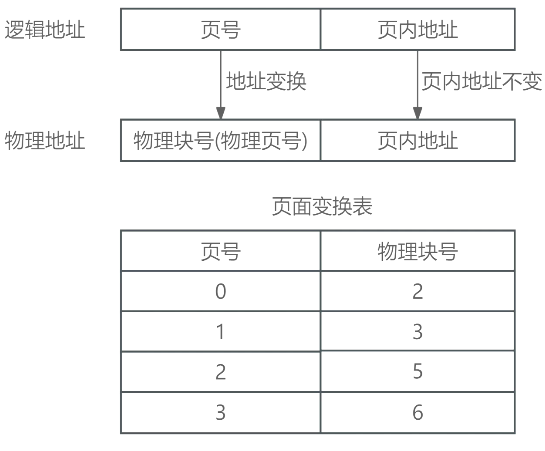 逻辑地址 页号 页内地址
地址变换 页内地址不变
物理地址 物理块号(物理页号) 页内地址
页面变换表
页号 物理块号
0 2
1 3
2 5
3 6